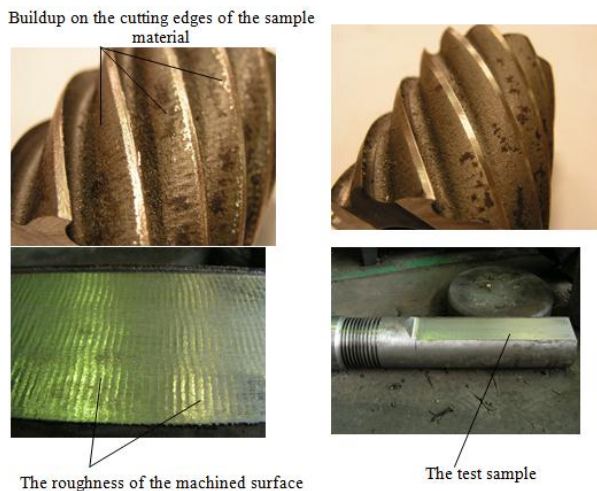 Buildup on the cutting edges of the sample
material
The roughness of the machined surface
The test sample